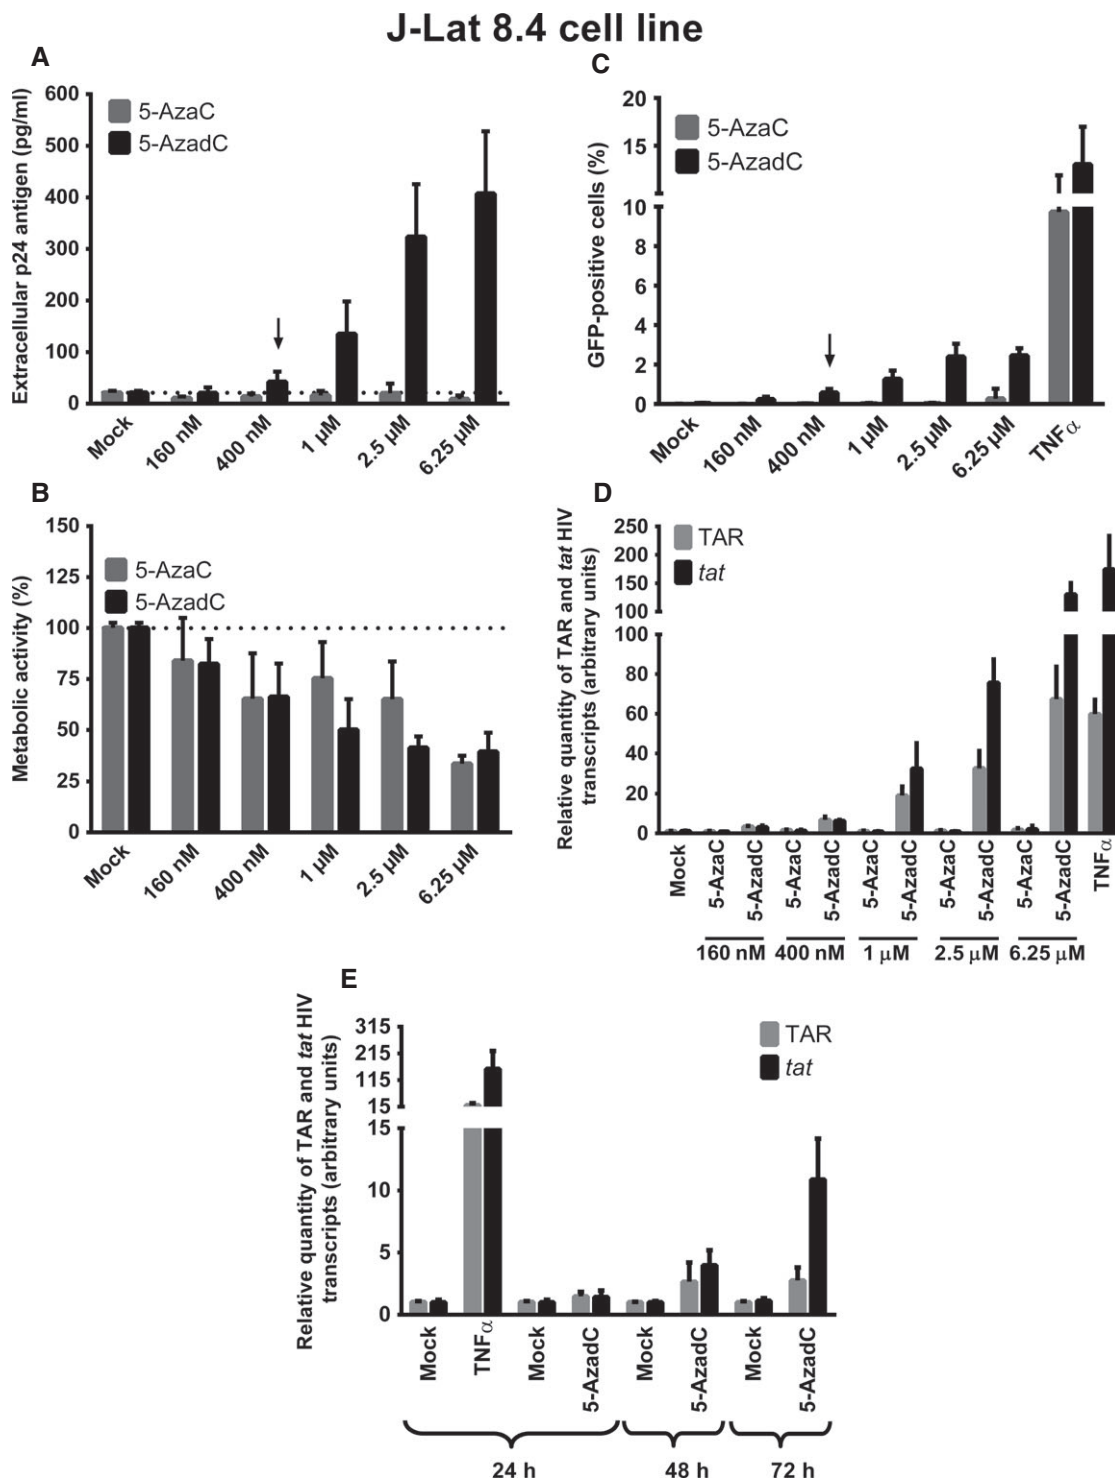 J-Lat 8.4 cell line
A
Extracellular p24 antigen (pg/ml)
600
500
400
300
200
100
0
5-AzaC
5-AzadC
Mock
160 nM
400 nM
1 µM
2.5 µM
6.25 µM
C
GFP-positive cells (%)
20
15
10
8
6
4
2
0
5-AzaC
5-AzadC
Mock
160 nM
400 nM
1 µM
2.5 µM
6.25 µM
TNFα
B
Metabolic activity (%)
150
125
100
75
50
25
0
5-AzaC
5-AzadC
Mock
160 nM
400 nM
1 µM
2.5 µM
6.25 µM
D
Relative quantity of TAR and tat HIV
transcripts (arbitrary units)
250
200
150
100
100
80
60
40
20
0
TAR
tat
Mock
5-AzaC
5-AzadC
5-AzaC
5-AzadC
5-AzaC
5-AzadC
5-AzaC
5-AzadC
5-AzaC
5-AzadC
TNFα
160 nM
400 nM
1 µM
2.5 µM
6.25 µM
E
Relative quantity of TAR and tat HIV
transcripts (arbitrary units)
315
215
115
15
15
10
5
0
TAR
tat
Mock
TNFα
Mock
5-AzadC
Mock
5-AzadC
Mock
5-AzadC
24 h
48 h
72 h